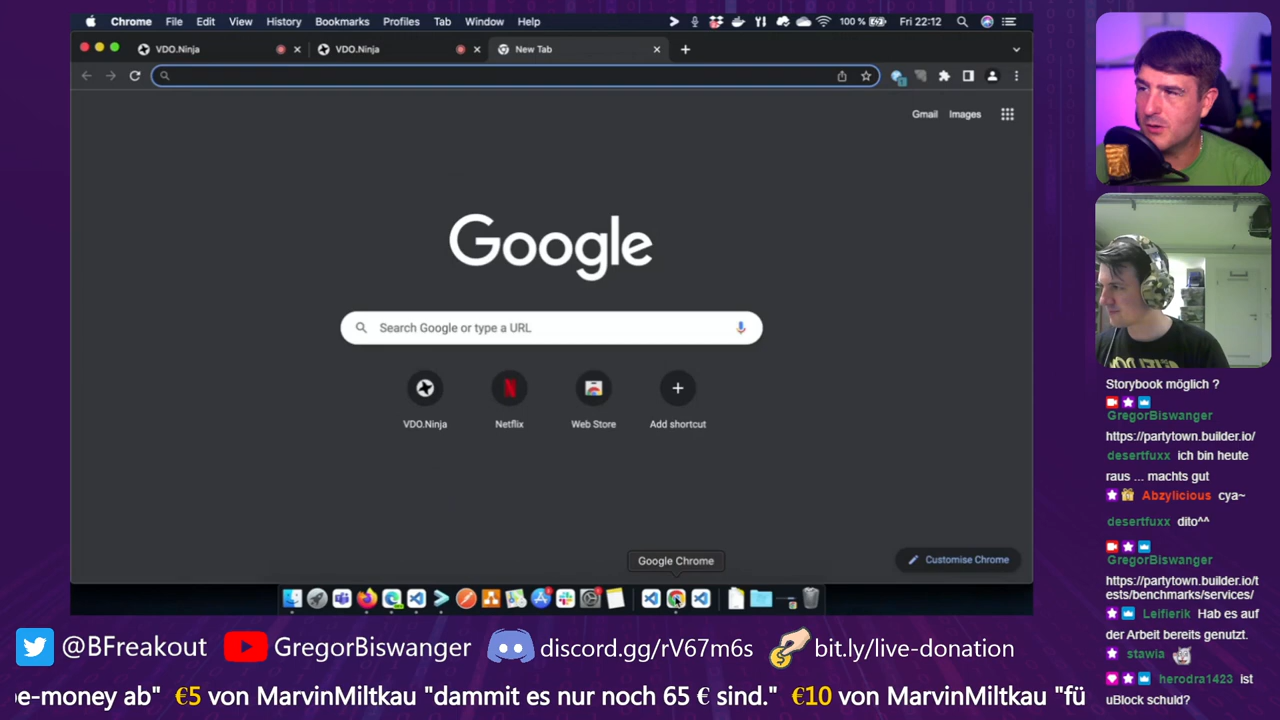 Chrome File Edit View History Bookmarks Profiles Tab Window Help 100 % Fri 22:12
VDO.Ninja VDO.Ninja New Tab
Gmail Images
Google
Search Google or type a URL
VDO.Ninja Netflix Web Store Add shortcut
Google Chrome
Customise Chrome
Storybook möglich ?
GregorBiswanger
https://partytown.builder.io/
desertfuxx ich bin heute
raus ... machts gut
Abzylicious cya~
desertfuxx dito^^
GregorBiswanger
https://partytown.builder.io/t
ests/benchmarks/services/
Leifierik Hab es auf
der Arbeit bereits genutzt.
stawia
herodra1423 ist
uBlock schuld?
@BFreakout GregorBiswanger discord.gg/rV67m6s bit.ly/live-donation
be-money ab" €5 von MarvinMiltkau "dammit es nur noch 65 € sind." €10 von MarvinMiltkau "fü